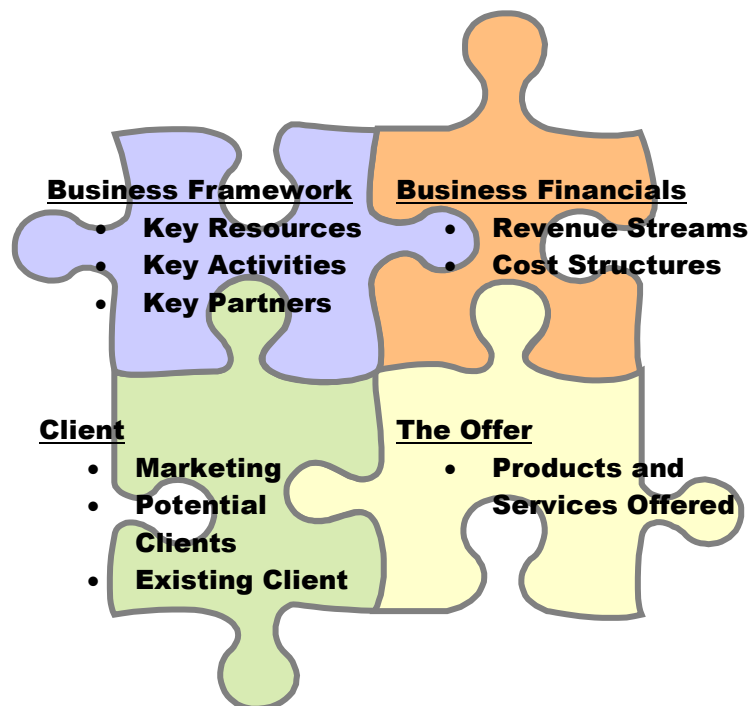 Business Framework
• Key Resources
• Key Activities
• Key Partners
Business Financials
• Revenue Streams
• Cost Structures
Client
• Marketing
• Potential
Clients
• Existing Client
The Offer
• Products and
Services Offered